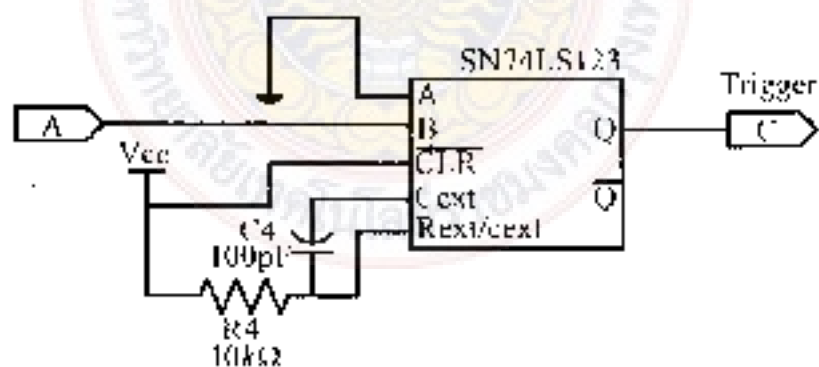 SN74LS123
Trigger
A
A
B
Q
C
Vcc
CLR
Cext
Q
Rext/cext
C4
100pF
R4
10kΩ